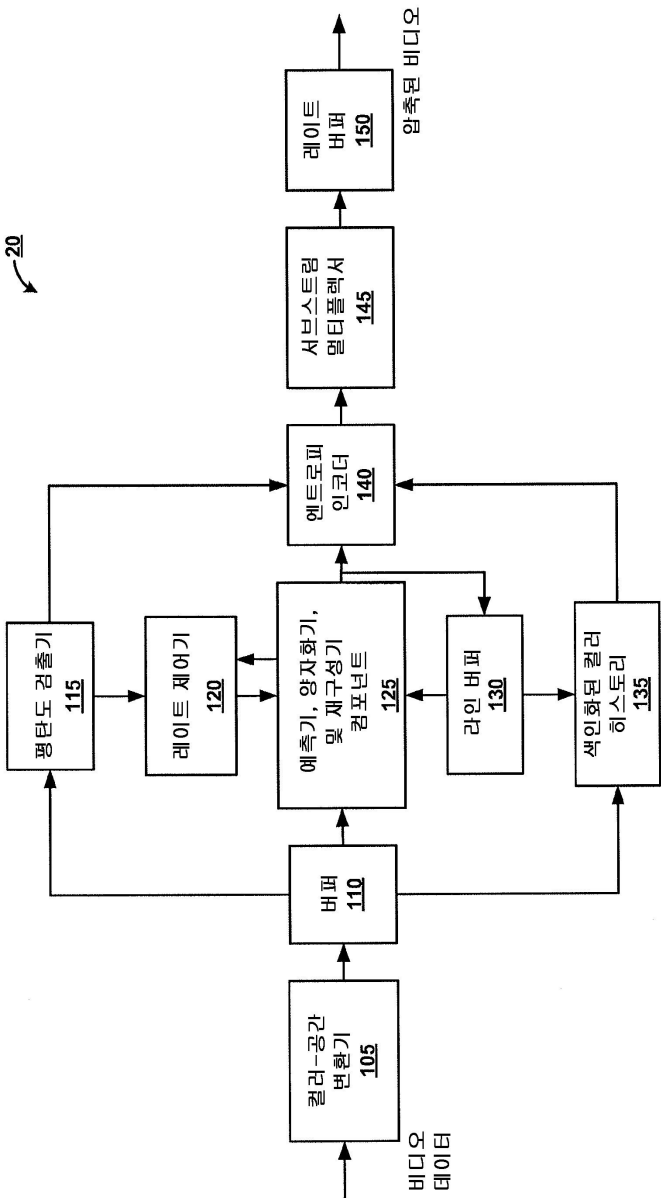 20
비디오
데이터
컬러-공간
변환기
105
버퍼
110
평탄도 검출기
115
레이트 제어기
120
예측기, 양자화기,
및 재구성기
컴포넌트
125
라인 버퍼
130
색인화된 컬러
히스토리
135
엔트로피
인코더
140
서브스트림
멀티플렉서
145
레이트
버퍼
150
압축된 비디오